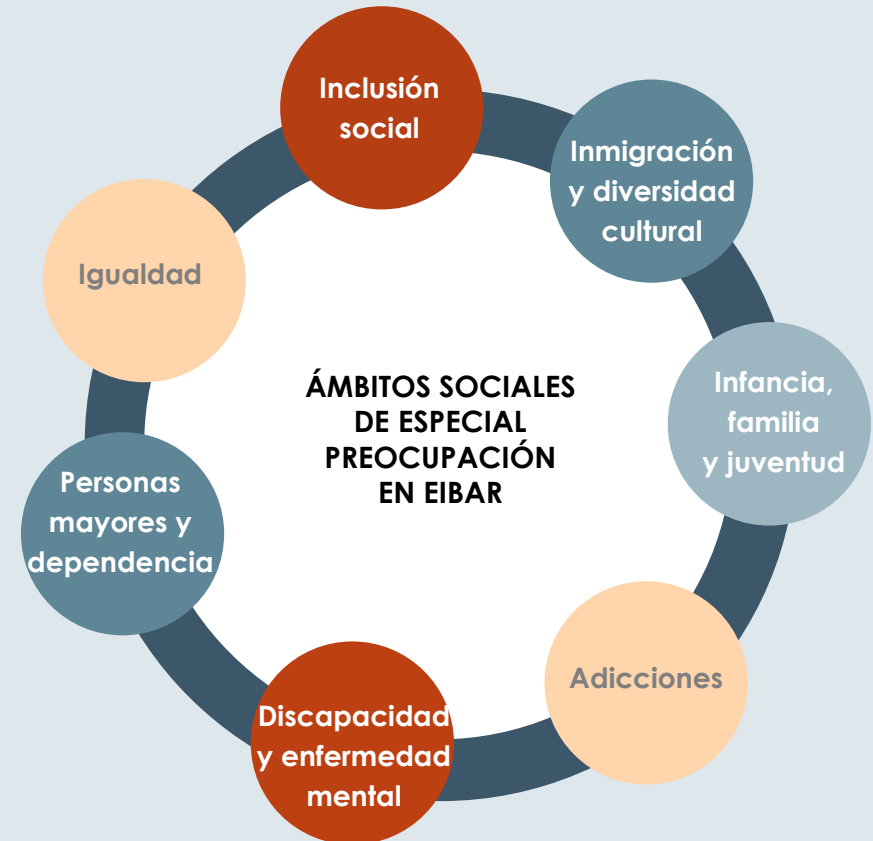 Inclusión
social
Inmigración
y diversidad
cultural
Igualdad
Infancia,
familia
y juventud
ÁMBITOS SOCIALES
DE ESPECIAL
PREOCUPACIÓN
EN EIBAR
Personas
mayores y
dependencia
Adicciones
Discapacidad
y enfermedad
mental